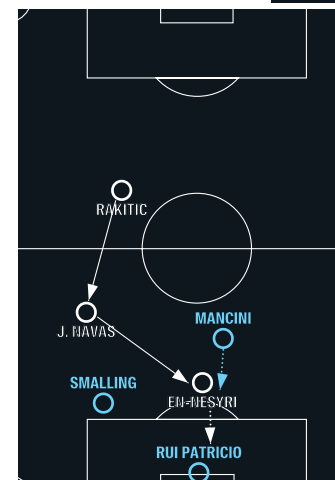 RAKITIC
MANCINI
J. NAVAS
SMALLING
EN-NESYRI
RUI PATRICIO